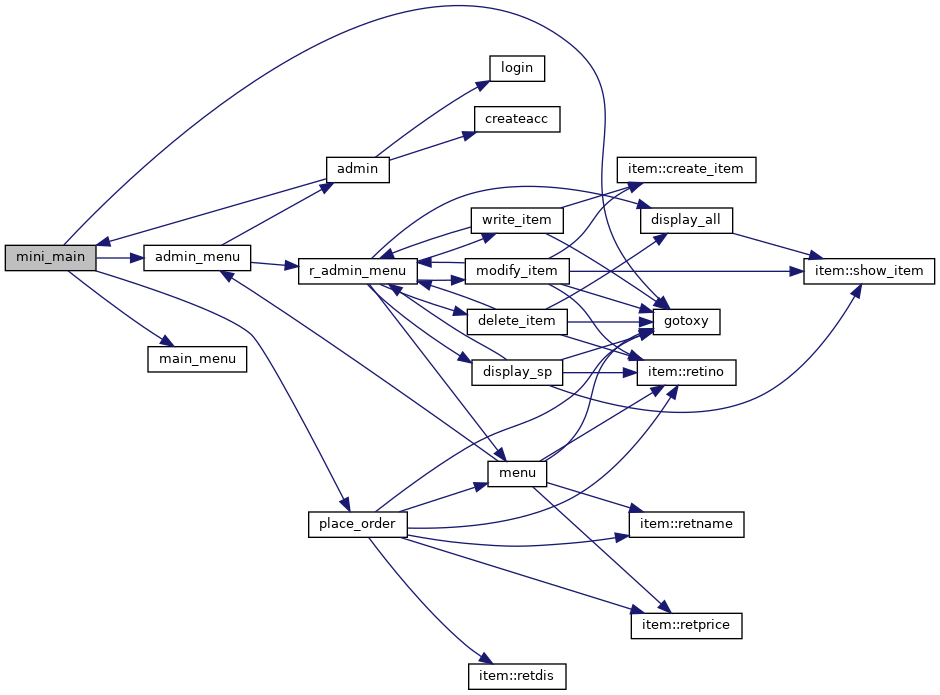 login
createacc
admin
item::create_item
write_item
display_all
mini_main
admin_menu
r_admin_menu
modify_item
item::show_item
delete_item
gotoxy
main_menu
display_sp
item::retino
menu
place_order
item::retname
item::retprice
item::retdis